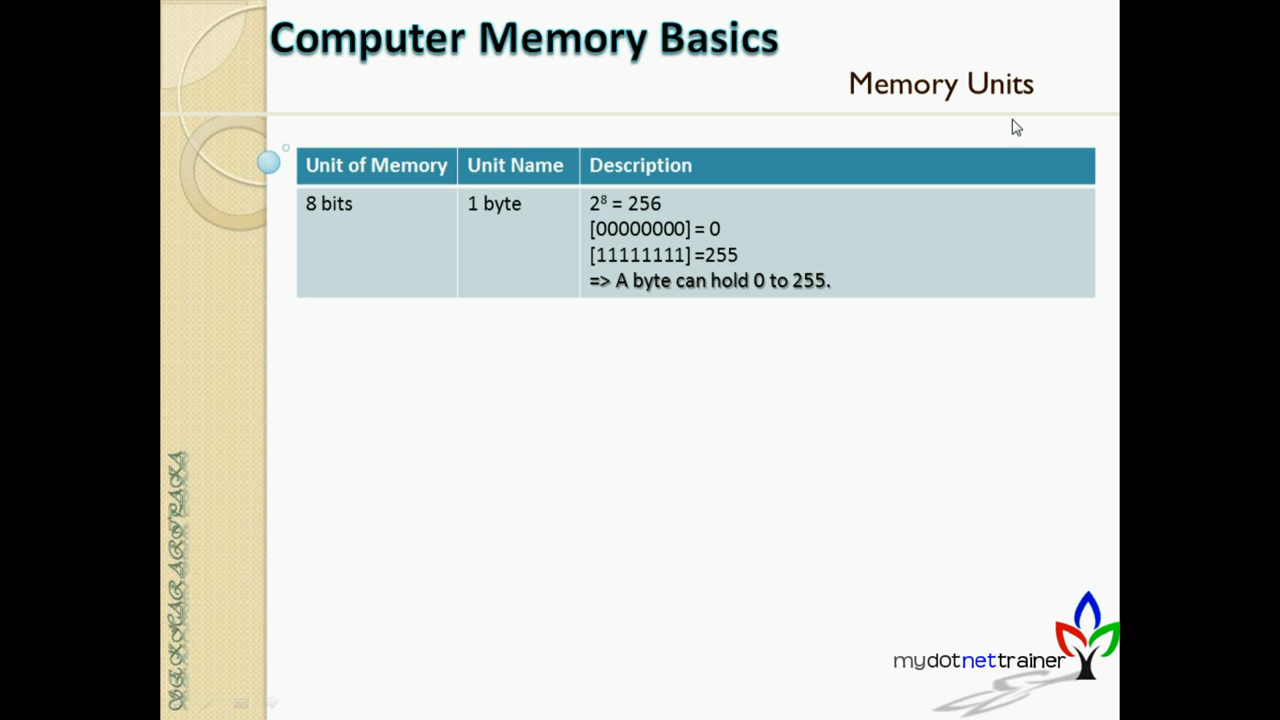 Computer Memory Basics
Memory Units
Unit of Memory Unit Name Description
8 bits 1 byte 2⁸ = 256
[00000000] = 0
[11111111] =255
=> A byte can hold 0 to 255.
mydotnettrainer